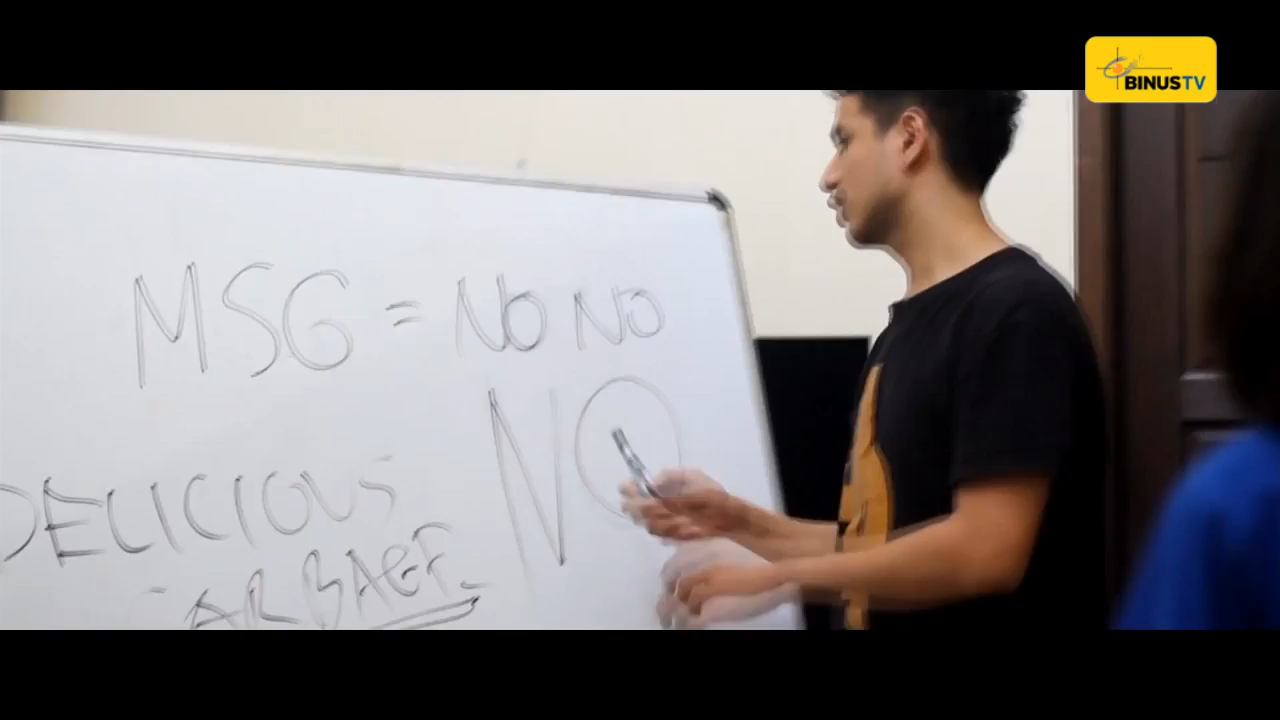 BINUSTV
MSG = NO NO
NO
DELICIOUS
GARBAGE